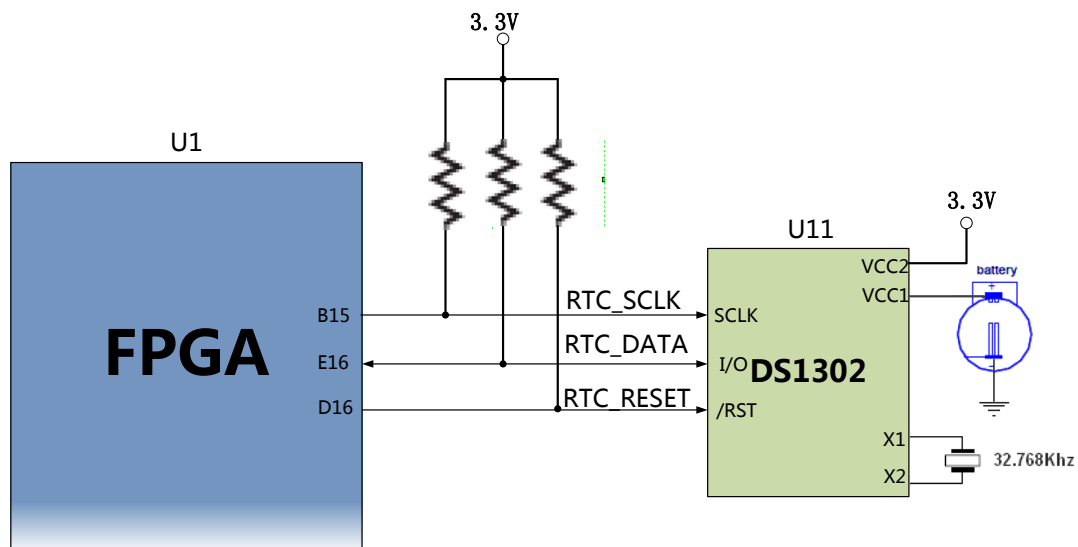 3.3V
U1
U11
3.3V
VCC2
battery
+
VCC1
B15
RTC_SCLK
SCLK
FPGA
E16
RTC_DATA
I/O
DS1302
-
D16
RTC_RESET
/RST
X1
32.768Khz
X2